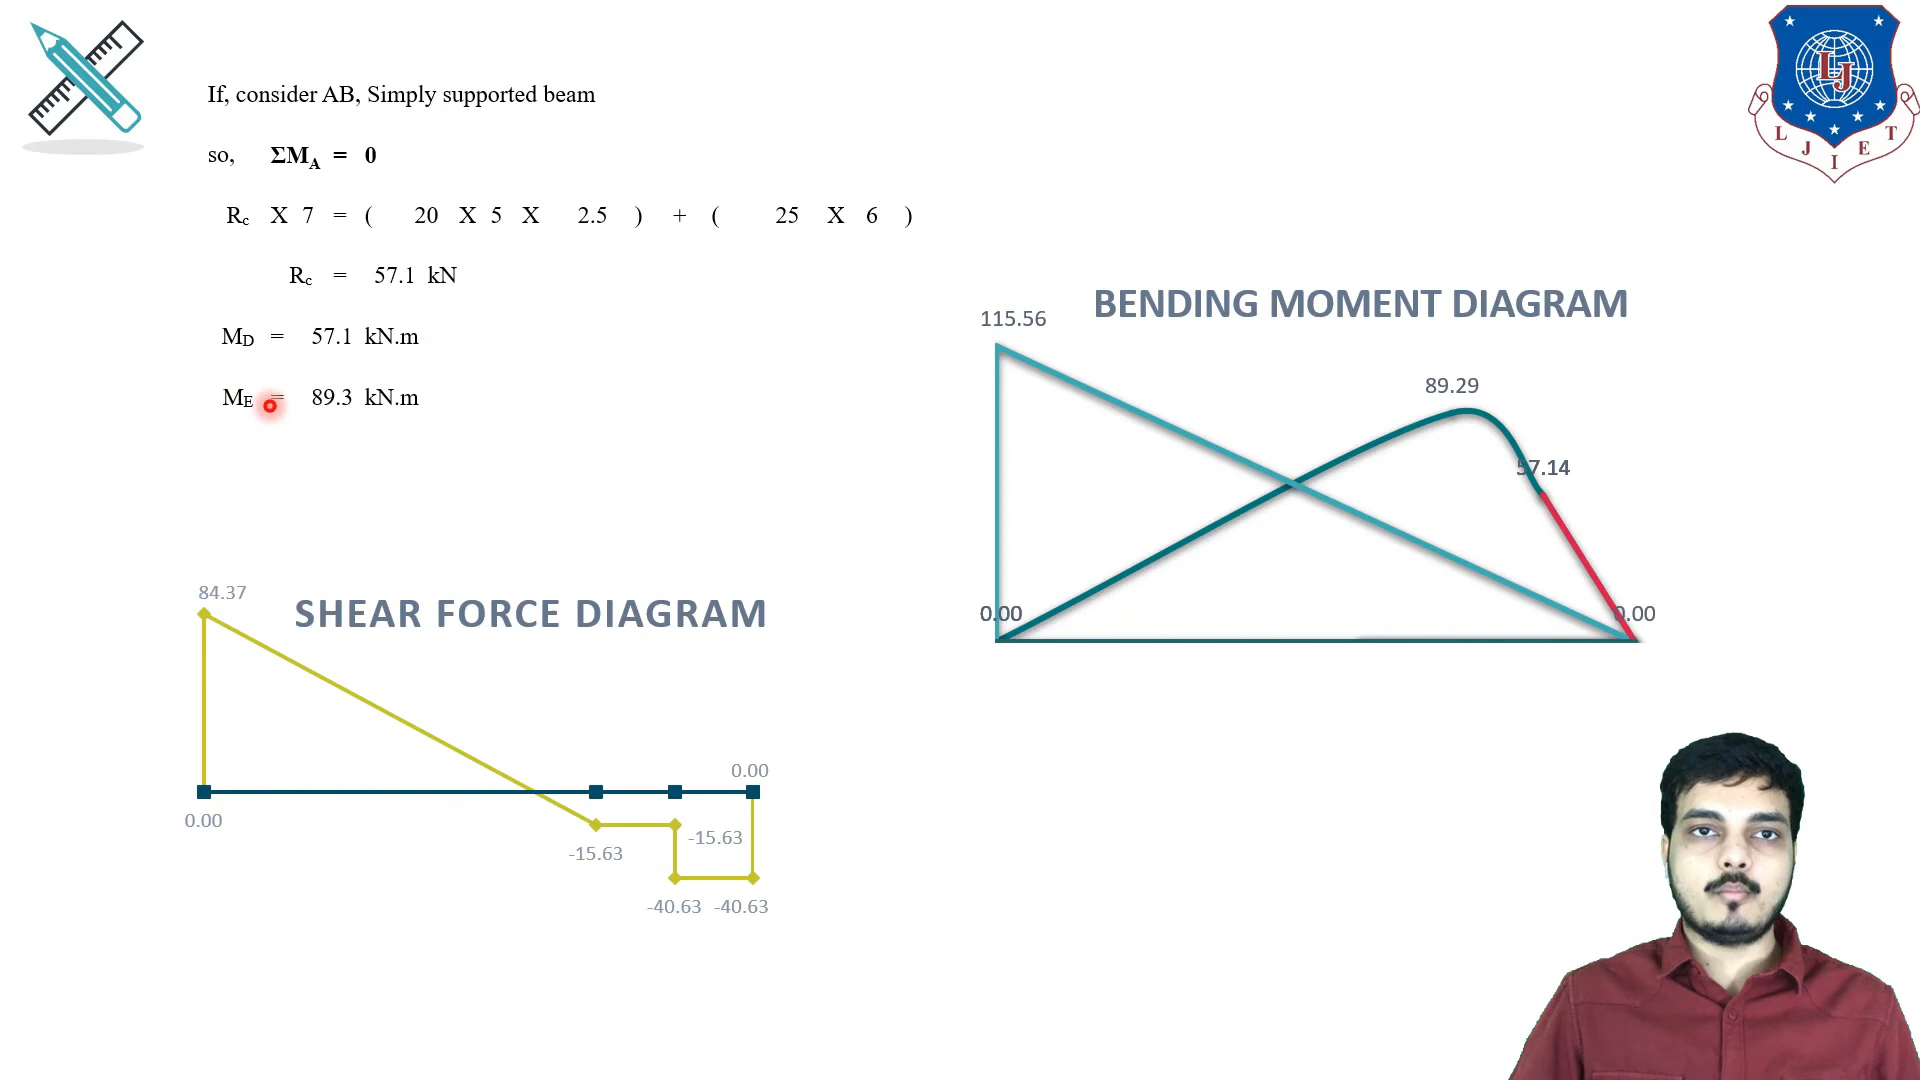 If, consider AB, Simply supported beam
so, ΣMA = 0
Rc X 7 = ( 20 X 5 X 2.5 ) + ( 25 X 6 )
Rc = 57.1 kN
MD = 57.1 kN.m
ME = 89.3 kN.m
BENDING MOMENT DIAGRAM
115.56
89.29
57.14
0.00
0.00
SHEAR FORCE DIAGRAM
84.37
0.00
0.00
-15.63
-15.63
-40.63
-40.63
LJ
L J I E T